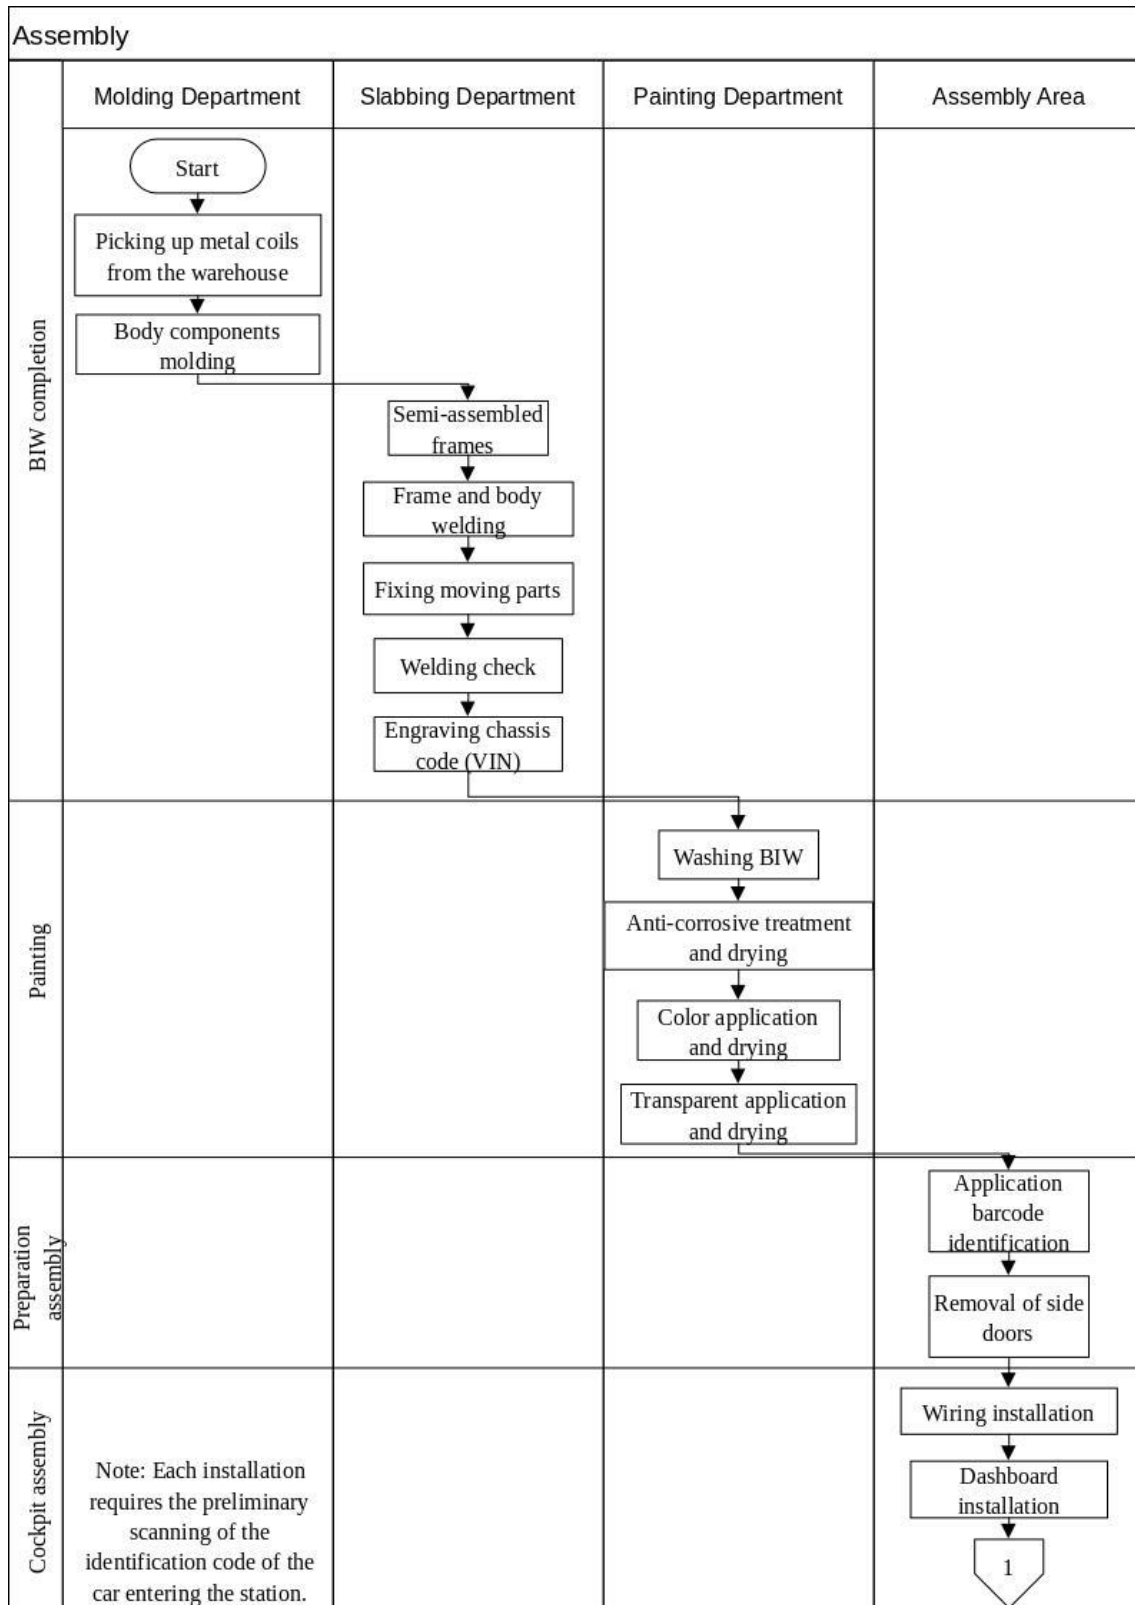 Assembly
Molding Department
Slabbing Department
Painting Department
Assembly Area
BIW completion
Start
Picking up metal coils
from the warehouse
Body components
molding
Semi-assembled
frames
Frame and body
welding
Fixing moving parts
Welding check
Engraving chassis
code (VIN)
Painting
Washing BIW
Anti-corrosive treatment
and drying
Color application
and drying
Transparent application
and drying
Preparation
assembly
Application
barcode
identification
Removal of side
doors
Cockpit assembly
Note: Each installation
requires the preliminary
scanning of the
identification code of the
car entering the station.
Wiring installation
Dashboard
installation
1